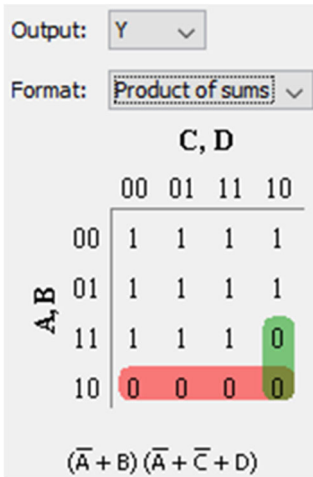 Output: Y
Format: Product of sums
C, D
00 01 11 10
A,B
00 1 1 1 1
01 1 1 1 1
11 1 1 1 0
10 0 0 0 0
(A̅ + B) (A̅ + C̅ + D)